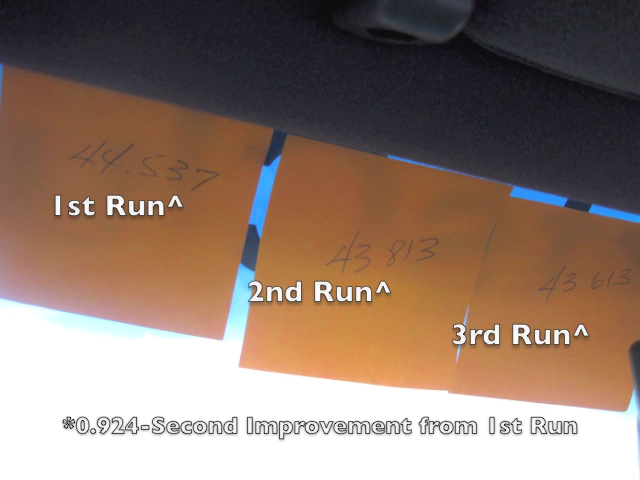 44.537
1st Run^
43.813
2nd Run^
43.613
3rd Run^
*0.924-Second Improvement from 1st Run